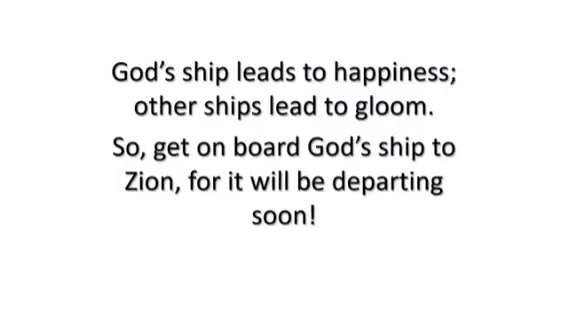 God’s ship leads to happiness;
other ships lead to gloom.
So, get on board God’s ship to
Zion, for it will be departing
soon!